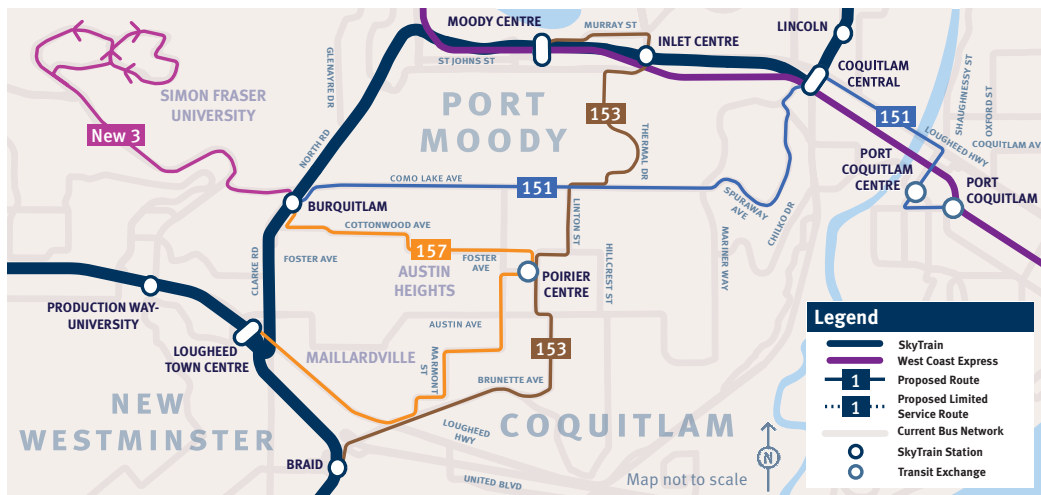 MOODY CENTRE
MURRAY ST
LINCOLN
INLET CENTRE
ST JOHNS ST
COQUITLAM
CENTRAL
GLENAYRE DR
SIMON FRASER
UNIVERSITY
PORT
MOODY
New 3
153
151
SHAUGHNESSY ST
OXFORD ST
LOUGHEED HWY
COQUITLAM AV
NORTH RD
THERMAL DR
PORT
COQUITLAM
CENTRE
PORT
COQUITLAM
COMO LAKE AVE
151
SPURAWAY
AVE
CHILKO DR
BURQUITLAM
COTTONWOOD AVE
LINTON ST
157
FOSTER AVE
FOSTER
AVE
CLARKE RD
AUSTIN
HEIGHTS
POIRIER
CENTRE
HILLCREST ST
MARINER WAY
PRODUCTION WAY-
UNIVERSITY
AUSTIN AVE
LOUGHEED
TOWN CENTRE
MAILLARDVILLE
MARMONT
ST
153
BRUNETTE AVE
NEW
WESTMINSTER
COQUITLAM
LOUGHEED
HWY
BRAID
UNITED BLVD
Map not to scale
N
Legend
SkyTrain
West Coast Express
1
Proposed Route
1
Proposed Limited
Service Route
Current Bus Network
SkyTrain Station
Transit Exchange